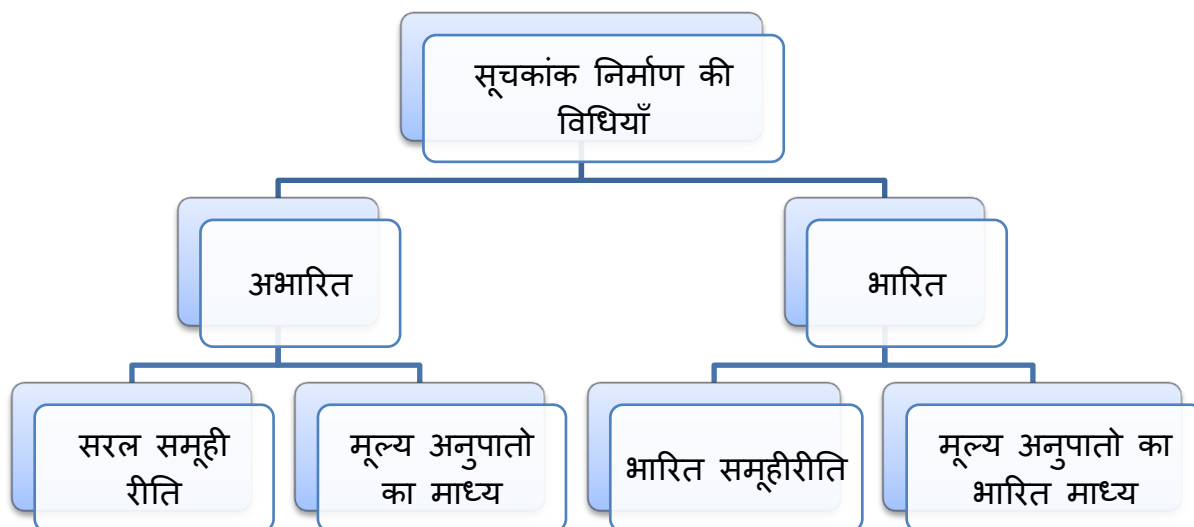 सूचकांक निर्माण की
विधियाँ
अभारित
भारित
सरल समूही
रीति
मूल्य अनुपातो
का माध्य
भारित समूहीरीति
मूल्य अनुपातो का
भारित माध्य